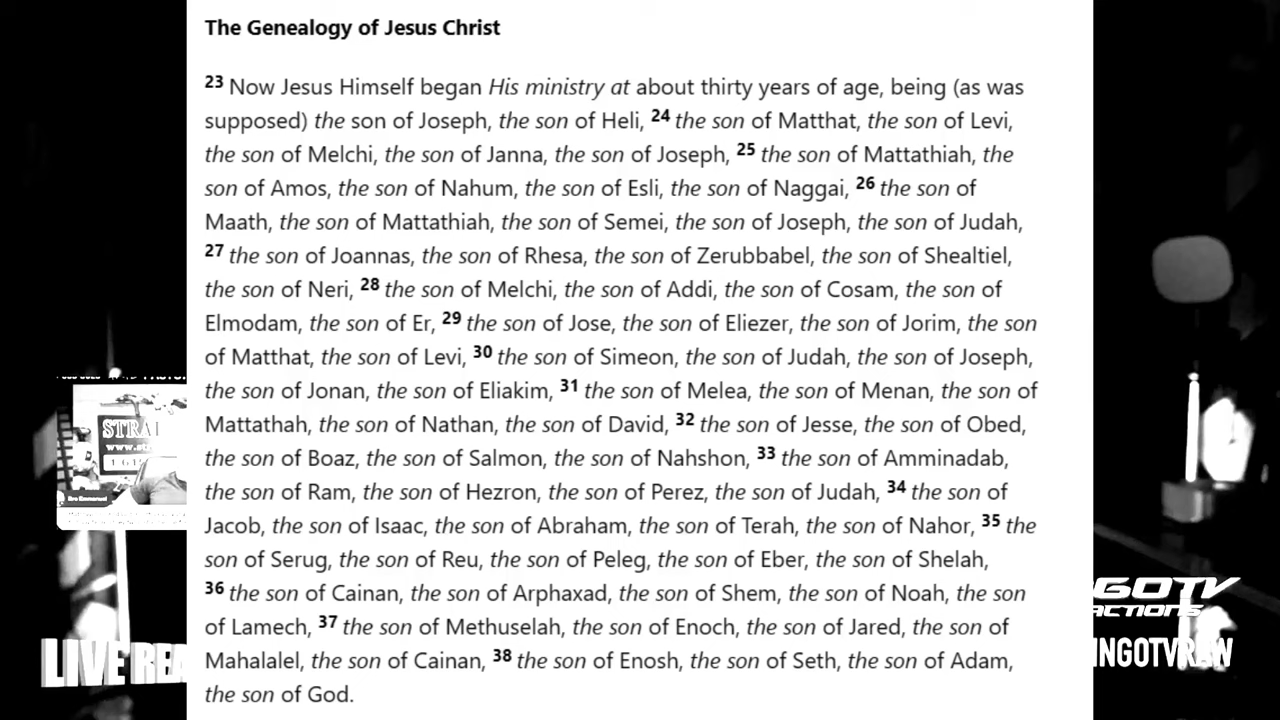 The Genealogy of Jesus Christ
23 Now Jesus Himself began His ministry at about thirty years of age, being (as was
supposed) the son of Joseph, the son of Heli, 24 the son of Matthat, the son of Levi,
the son of Melchi, the son of Janna, the son of Joseph, 25 the son of Mattathiah, the
son of Amos, the son of Nahum, the son of Esli, the son of Naggai, 26 the son of
Maath, the son of Mattathiah, the son of Semei, the son of Joseph, the son of Judah,
27 the son of Joannas, the son of Rhesa, the son of Zerubbabel, the son of Shealtiel,
the son of Neri, 28 the son of Melchi, the son of Addi, the son of Cosam, the son of
Elmodam, the son of Er, 29 the son of Jose, the son of Eliezer, the son of Jorim, the son
of Matthat, the son of Levi, 30 the son of Simeon, the son of Judah, the son of Joseph,
the son of Jonan, the son of Eliakim, 31 the son of Melea, the son of Menan, the son of
Mattathah, the son of Nathan, the son of David, 32 the son of Jesse, the son of Obed,
the son of Boaz, the son of Salmon, the son of Nahshon, 33 the son of Amminadab,
the son of Ram, the son of Hezron, the son of Perez, the son of Judah, 34 the son of
Jacob, the son of Isaac, the son of Abraham, the son of Terah, the son of Nahor, 35 the
son of Serug, the son of Reu, the son of Peleg, the son of Eber, the son of Shelah,
36 the son of Cainan, the son of Arphaxad, the son of Shem, the son of Noah, the son
of Lamech, 37 the son of Methuselah, the son of Enoch, the son of Jared, the son of
Mahalalel, the son of Cainan, 38 the son of Enosh, the son of Seth, the son of Adam,
the son of God.
STRAI
LIVE REA
GOTV
ACTIONS
INGOTVRAW